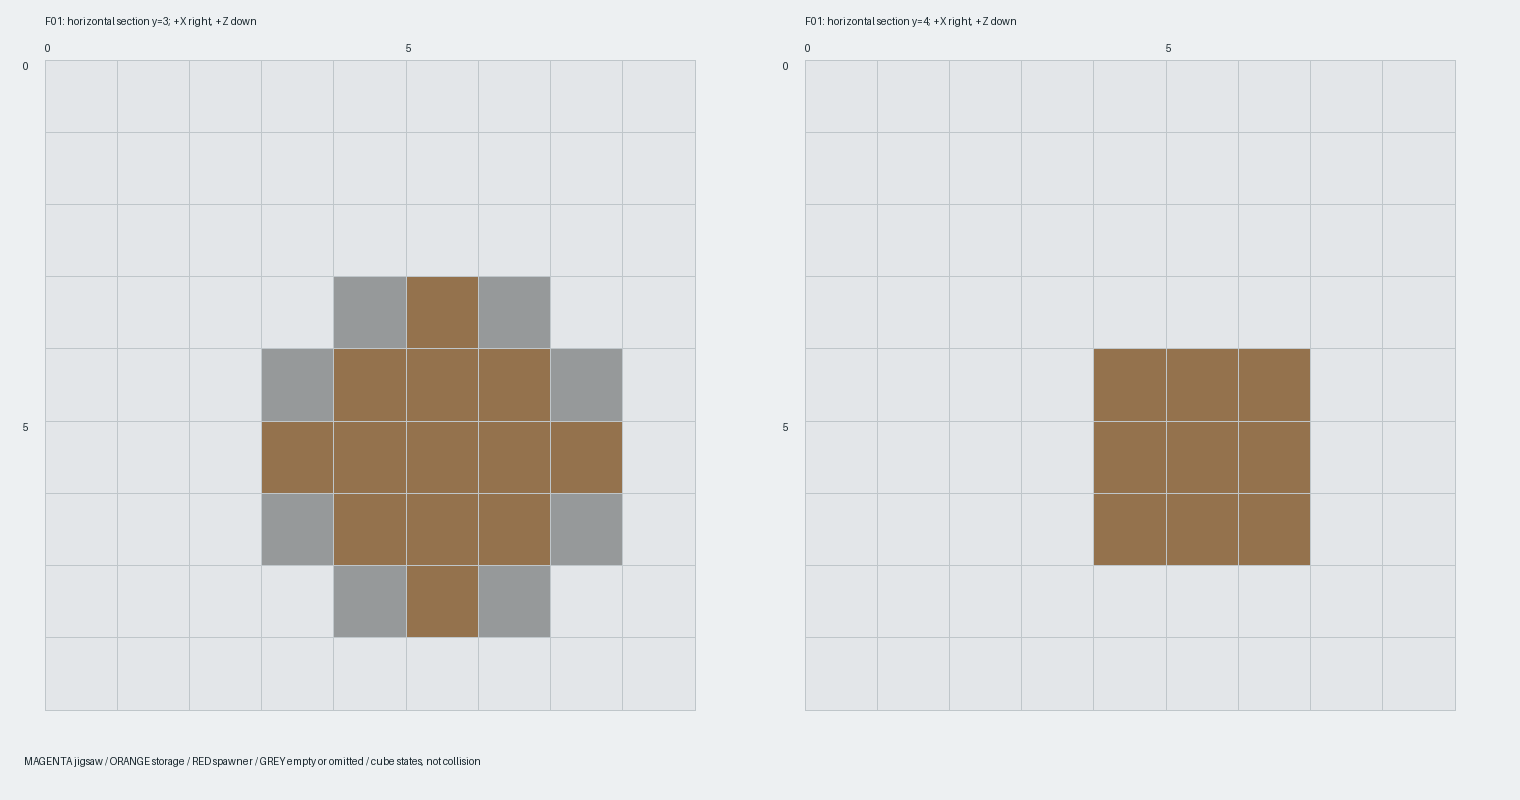 F01: horizontal section y=3; +X right, +Z down
0 5
0
5
F01: horizontal section y=4; +X right, +Z down
0 5
0
5
MAGENTA jigsaw / ORANGE storage / RED spawner / GREY empty or omitted / cube states, not collision